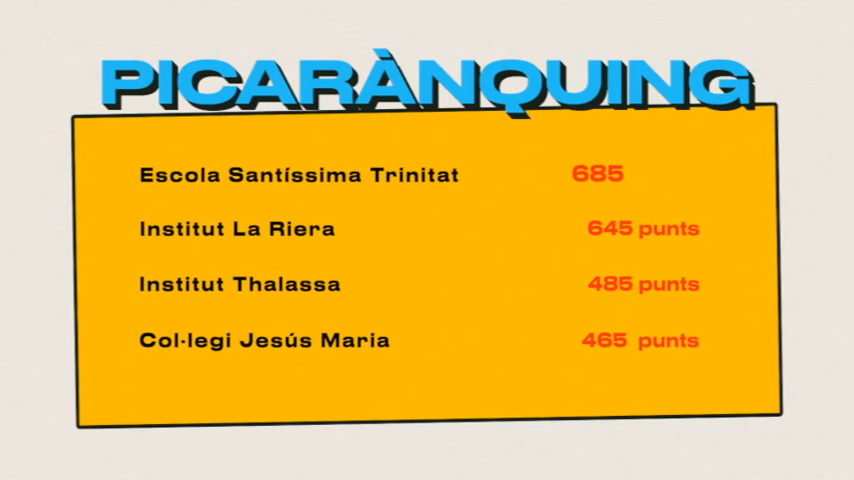 PICARÀNQUING
Escola Santíssima Trinitat 685
Institut La Riera 645 punts
Institut Thalassa 485 punts
Col·legi Jesús Maria 465 punts